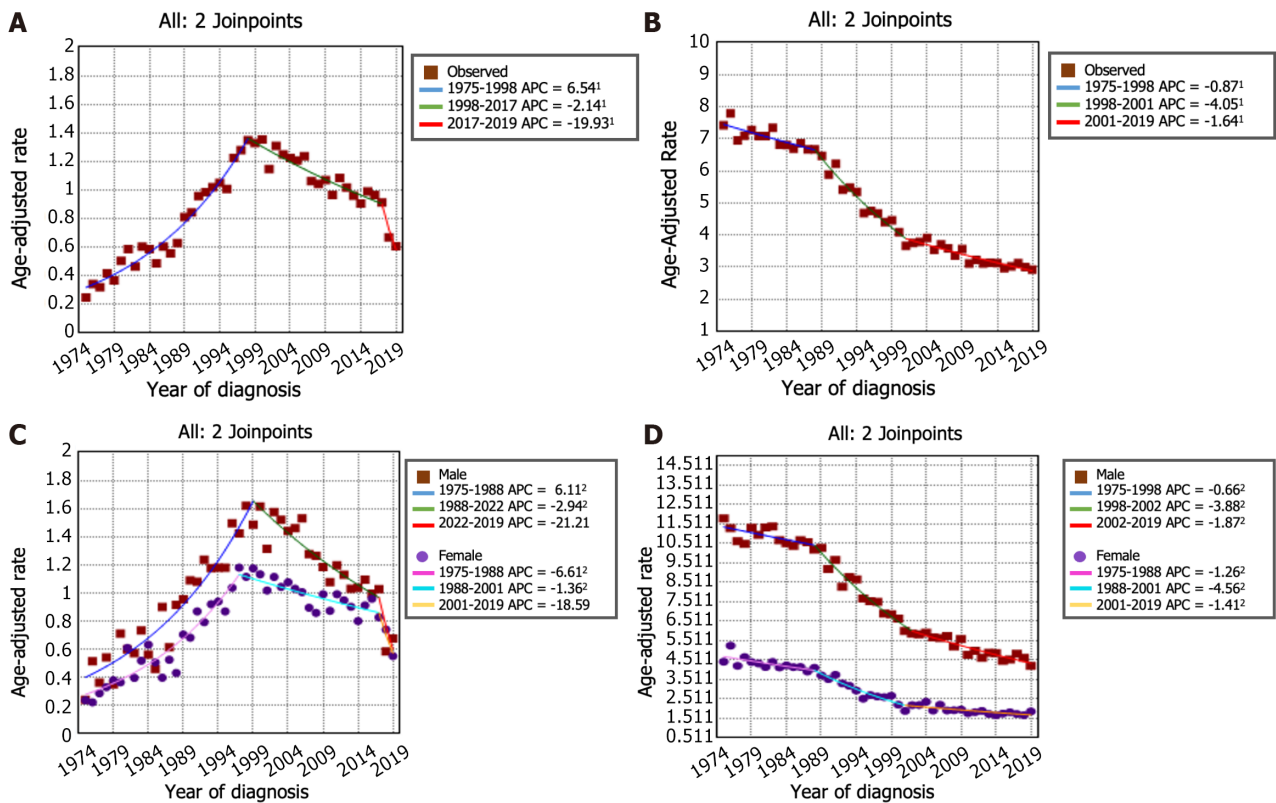 A
All: 2 Joinpoints
2
1.8
1.6
1.4
1.2
1
0.8
0.6
0.4
0.2
0
Age-adjusted rate
1974 1979 1984 1989 1994 1999 2004 2009 2014 2019
Year of diagnosis
Observed
1975-1998 APC = 6.54¹
1998-2017 APC = -2.14¹
2017-2019 APC = -19.93¹
B
All: 2 Joinpoints
10
9
8
7
6
5
4
3
2
1
Age-Adjusted Rate
1974 1979 1984 1989 1994 1999 2004 2009 2014 2019
Year of diagnosis
Observed
1975-1998 APC = -0.87¹
1998-2001 APC = -4.05¹
2001-2019 APC = -1.64¹
C
All: 2 Joinpoints
2
1.8
1.6
1.4
1.2
1
0.8
0.6
0.4
0.2
0
Age-adjusted rate
1974 1979 1984 1989 1994 1999 2004 2009 2014 2019
Year of diagnosis
Male
1975-1988 APC = 6.11²
1988-2022 APC = -2.94²
2022-2019 APC = -21.21
Female
1975-1988 APC = -6.61²
1988-2001 APC = -1.36²
2001-2019 APC = -18.59
D
All: 2 Joinpoints
14.511
13.511
12.511
11.511
10.511
9.511
8.511
7.511
6.511
5.511
4.511
3.511
2.511
1.511
0.511
Age-adjusted rate
1974 1979 1984 1989 1994 1999 2004 2009 2014 2019
Year of diagnosis
Male
1975-1998 APC = -0.66²
1998-2002 APC = -3.88²
2002-2019 APC = -1.87²
Female
1975-1988 APC = -1.26²
1988-2001 APC = -4.56²
2001-2019 APC = -1.41²